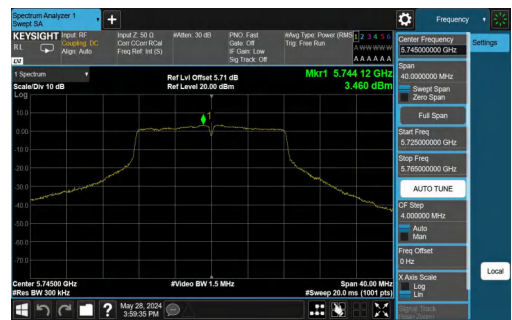 Spectrum Analyzer 1
Swept SA
+
Frequency
KEYSIGHT
RL
Input: RF
Coupling: DC
Align: Auto
Input Z: 50 Ω
Corr CCorr RCal
Freq Ref: Int (S)
#Atten: 30 dB
PNO: Fast
Gate: Off
IF Gain: Low
Sig Track: Off
#Avg Type: Power (RMS
Trig: Free Run
1 2 3 4 5 6
A W W W W W
A A A A A A
LV
1 Spectrum
Scale/Div 10 dB
Log
Ref Lvl Offset 5.71 dB
Ref Level 20.00 dBm
Mkr1 5.744 12 GHz
3.460 dBm
1
10.0
0.00
-10.0
-20.0
-30.0
-40.0
-50.0
-60.0
-70.0
Center 5.74500 GHz
#Res BW 300 kHz
#Video BW 1.5 MHz
Span 40.00 MHz
#Sweep 20.0 ms (1001 pts)
Center Frequency
5.745000000 GHz
Span
40.0000000 MHz
Swept Span
Zero Span
Full Span
Start Freq
5.725000000 GHz
Stop Freq
5.765000000 GHz
AUTO TUNE
CF Step
4.000000 MHz
Auto
Man
Freq Offset
0 Hz
X Axis Scale
Log
Lin
Signal Track
Settings
Local
?
May 28, 2024
3:59:35 PM